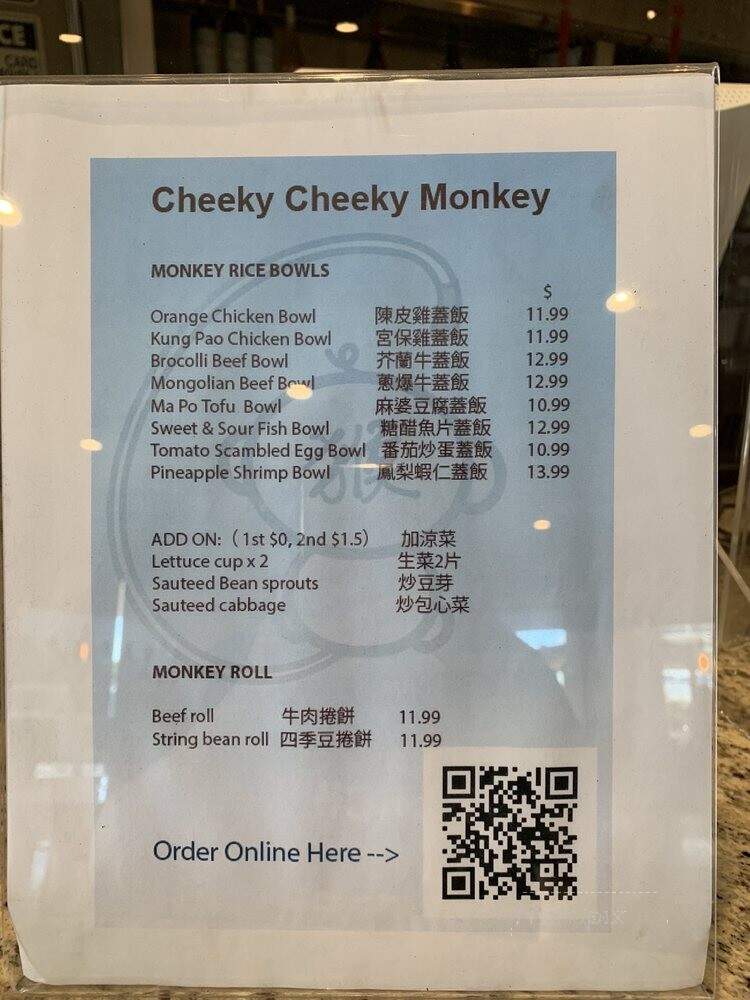 CE
CARD
Cheeky Cheeky Monkey
MONKEY RICE BOWLS
$
Orange Chicken Bowl 陳皮雞蓋飯 11.99
Kung Pao Chicken Bowl 宮保雞蓋飯 11.99
Brocolli Beef Bowl 芥蘭牛蓋飯 12.99
Mongolian Beef Bowl 蔥爆牛蓋飯 12.99
Ma Po Tofu Bowl 麻婆豆腐蓋飯 10.99
Sweet & Sour Fish Bowl 糖醋魚片蓋飯 12.99
Tomato Scambled Egg Bowl 番茄炒蛋蓋飯 10.99
Pineapple Shrimp Bowl 鳳梨蝦仁蓋飯 13.99
猴
ADD ON:（1st $0, 2nd $1.5） 加涼菜
Lettuce cup x 2 生菜2片
Sauteed Bean sprouts 炒豆芽
Sauteed cabbage 炒包心菜
MONKEY ROLL
Beef roll 牛肉捲餅 11.99
String bean roll 四季豆捲餅 11.99
Order Online Here -->